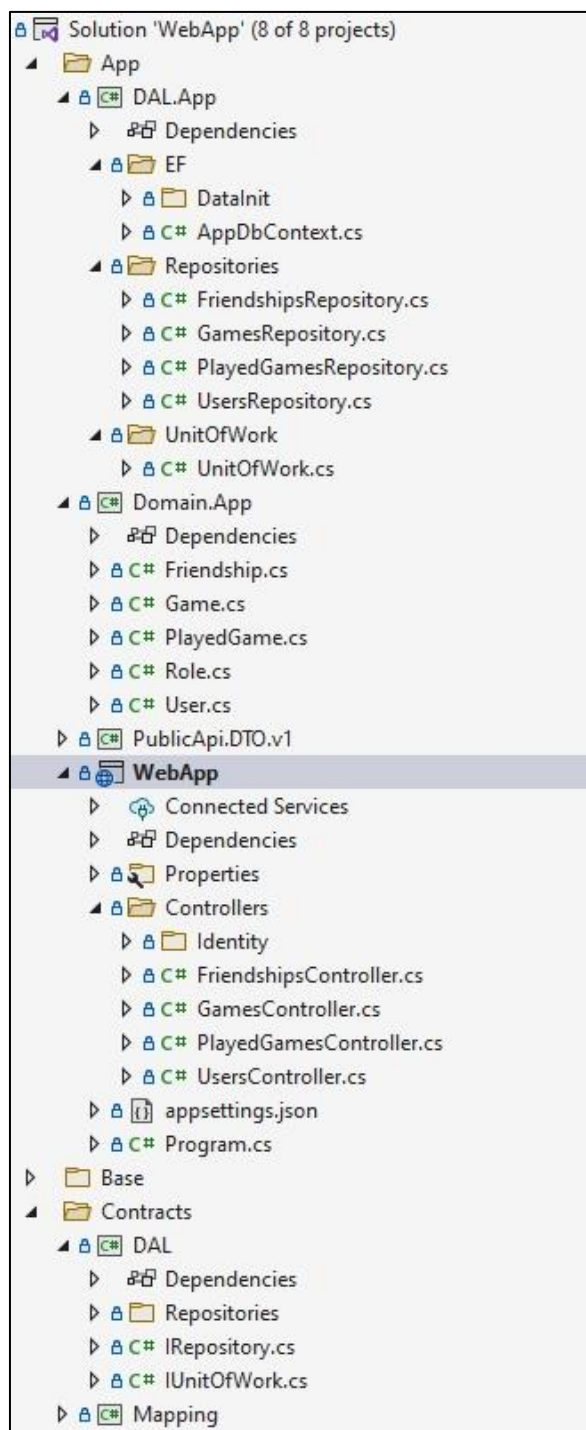 Solution 'WebApp' (8 of 8 projects)
App
C# DAL.App
Dependencies
EF
DataInit
C# AppDbContext.cs
Repositories
C# FriendshipsRepository.cs
C# GamesRepository.cs
C# PlayedGamesRepository.cs
C# UsersRepository.cs
UnitOfWork
C# UnitOfWork.cs
C# Domain.App
Dependencies
C# Friendship.cs
C# Game.cs
C# PlayedGame.cs
C# Role.cs
C# User.cs
C# PublicApi.DTO.v1
WebApp
Connected Services
Dependencies
Properties
Controllers
Identity
C# FriendshipsController.cs
C# GamesController.cs
C# PlayedGamesController.cs
C# UsersController.cs
appsettings.json
C# Program.cs
Base
Contracts
C# DAL
Dependencies
Repositories
C# IRepository.cs
C# IUnitOfWork.cs
C# Mapping